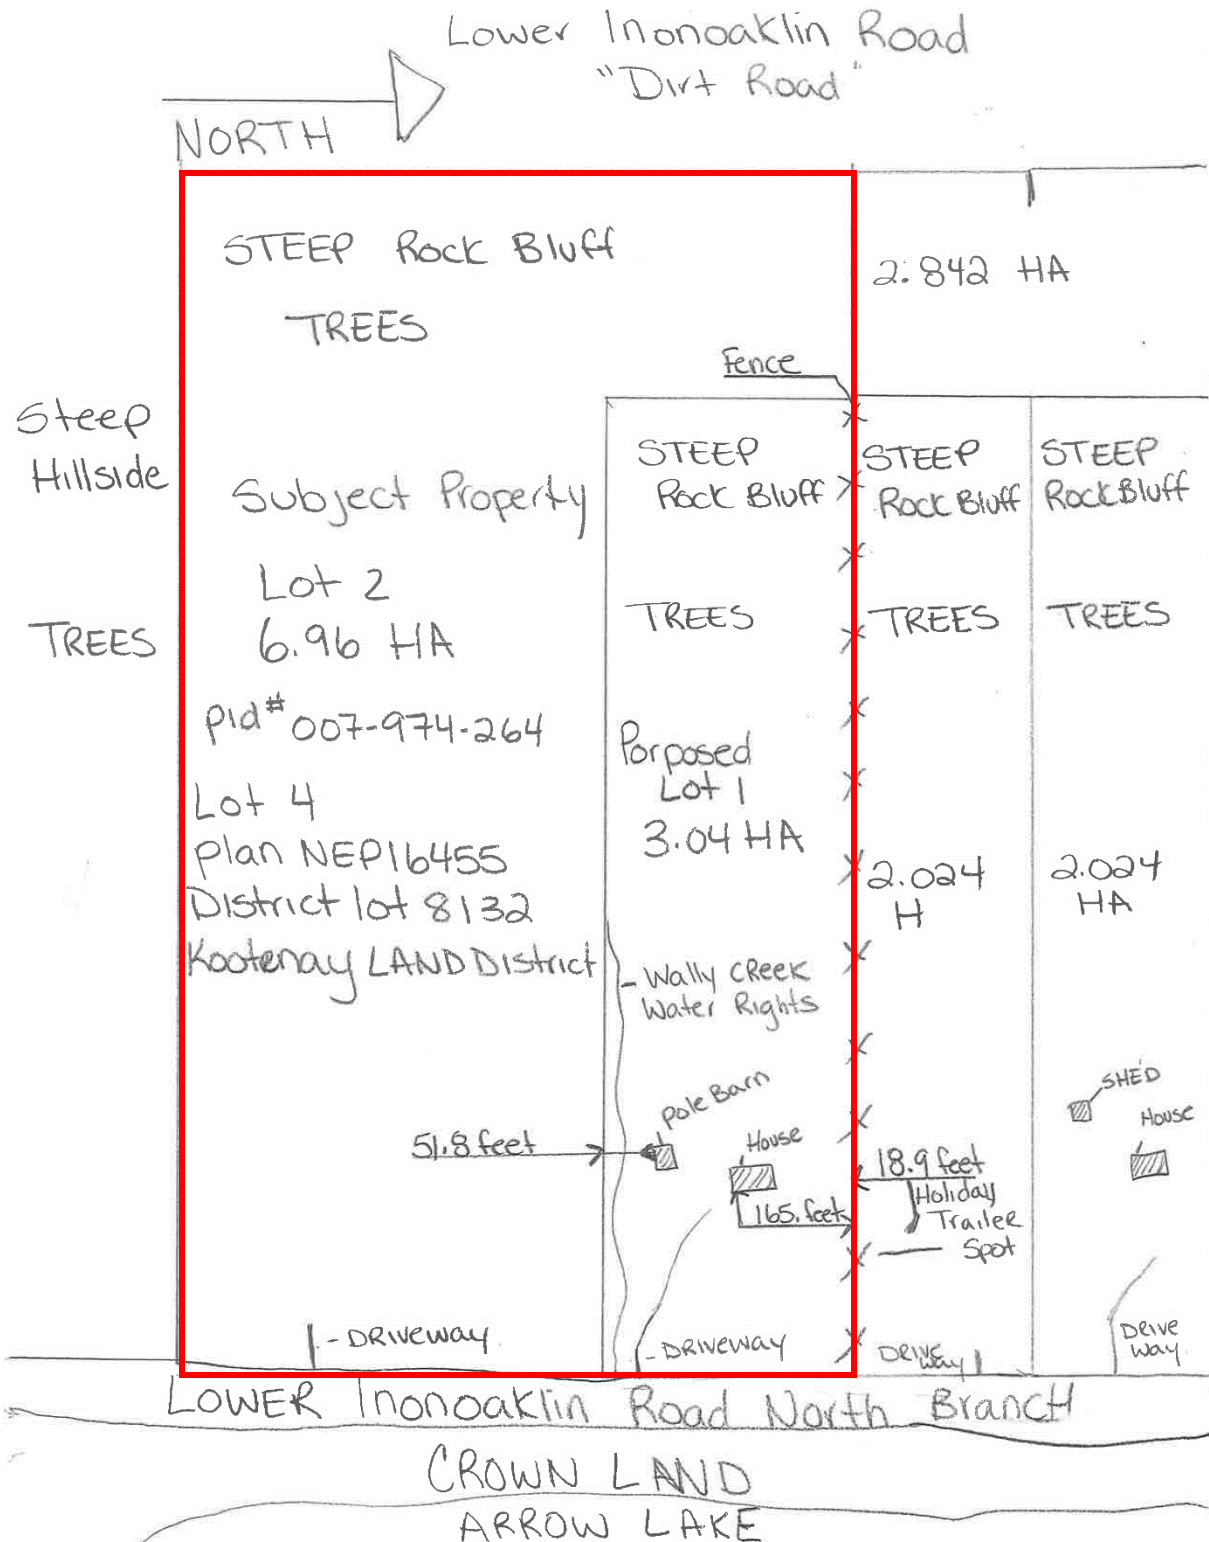 Lower Inonoaklin Road
"Dirt Road"
NORTH
STEEP Rock Bluff
TREES
2.842 HA
Fence
Steep
Hillside
TREES
Subject Property
Lot 2
6.96 HA
pid# 007-974-264
Lot 4
plan NEP16455
District lot 8132
Kootenay LAND District
STEEP
Rock Bluff
TREES
Porposed
Lot 1
3.04 HA
Wally CReek
Water Rights
STEEP
Rock Bluff
TREES
2.024
H
STEEP
Rock Bluff
TREES
2.024
HA
Pole Barn
House
51.8 feet
165. feet
18.9 feet
Holiday
Trailer
Spot
SHED
House
- DRIVEWAY
- DRIVEWAY
DRIVE
WAY
DRIVE
WAY
LOWER Inonoaklin Road North Branch
CROWN LAND
ARROW LAKE